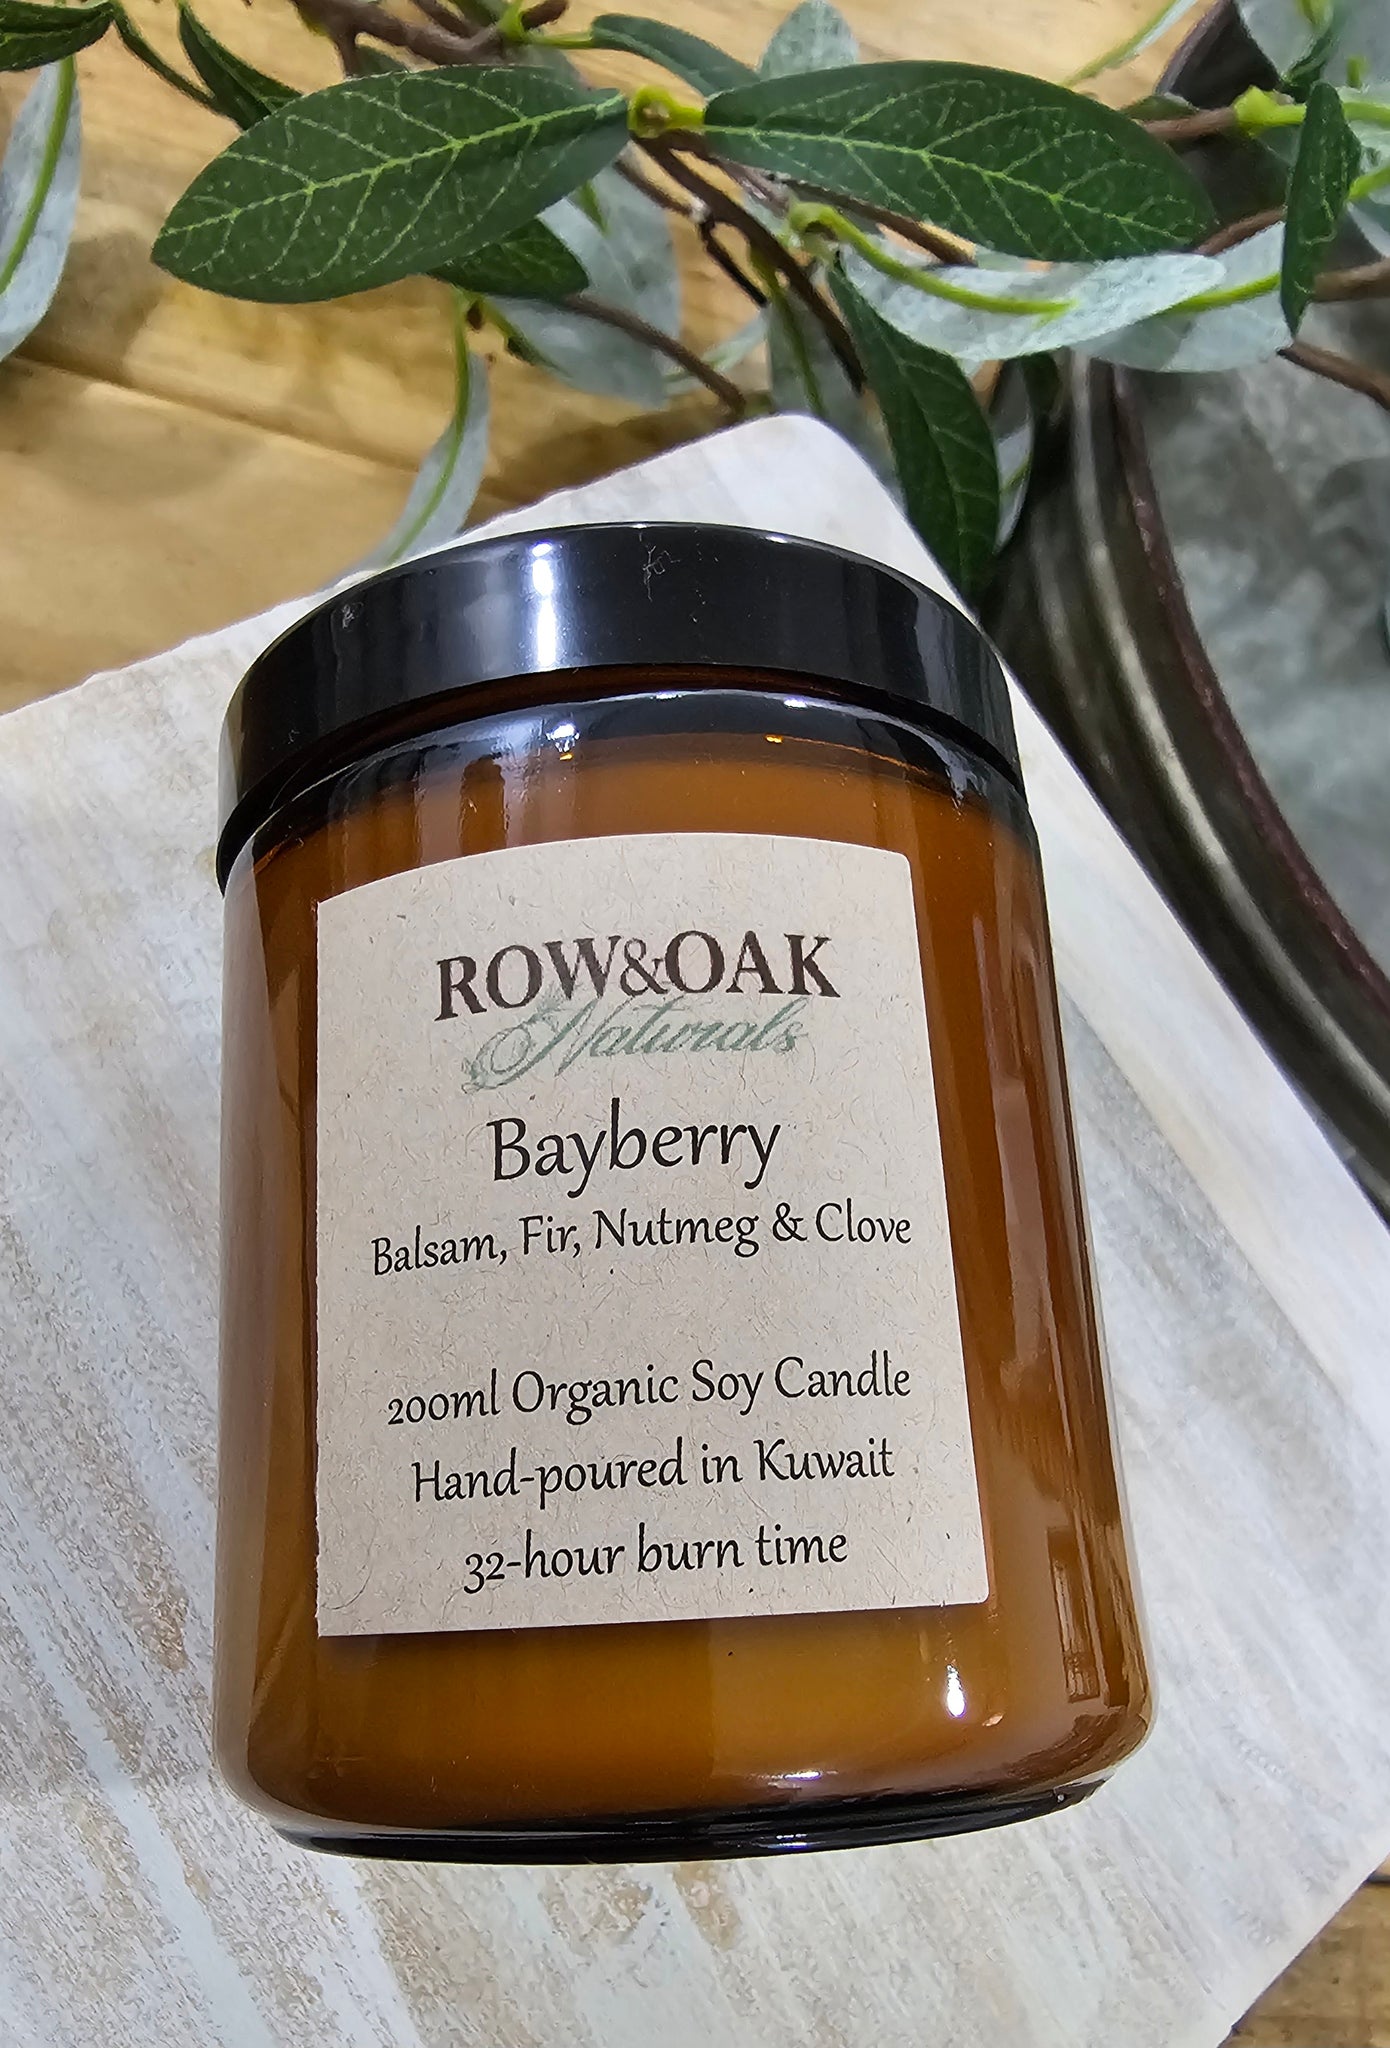 ROW&OAK
Naturals
Bayberry
Balsam, Fir, Nutmeg & Clove
200ml Organic Soy Candle
Hand-poured in Kuwait
32-hour burn time